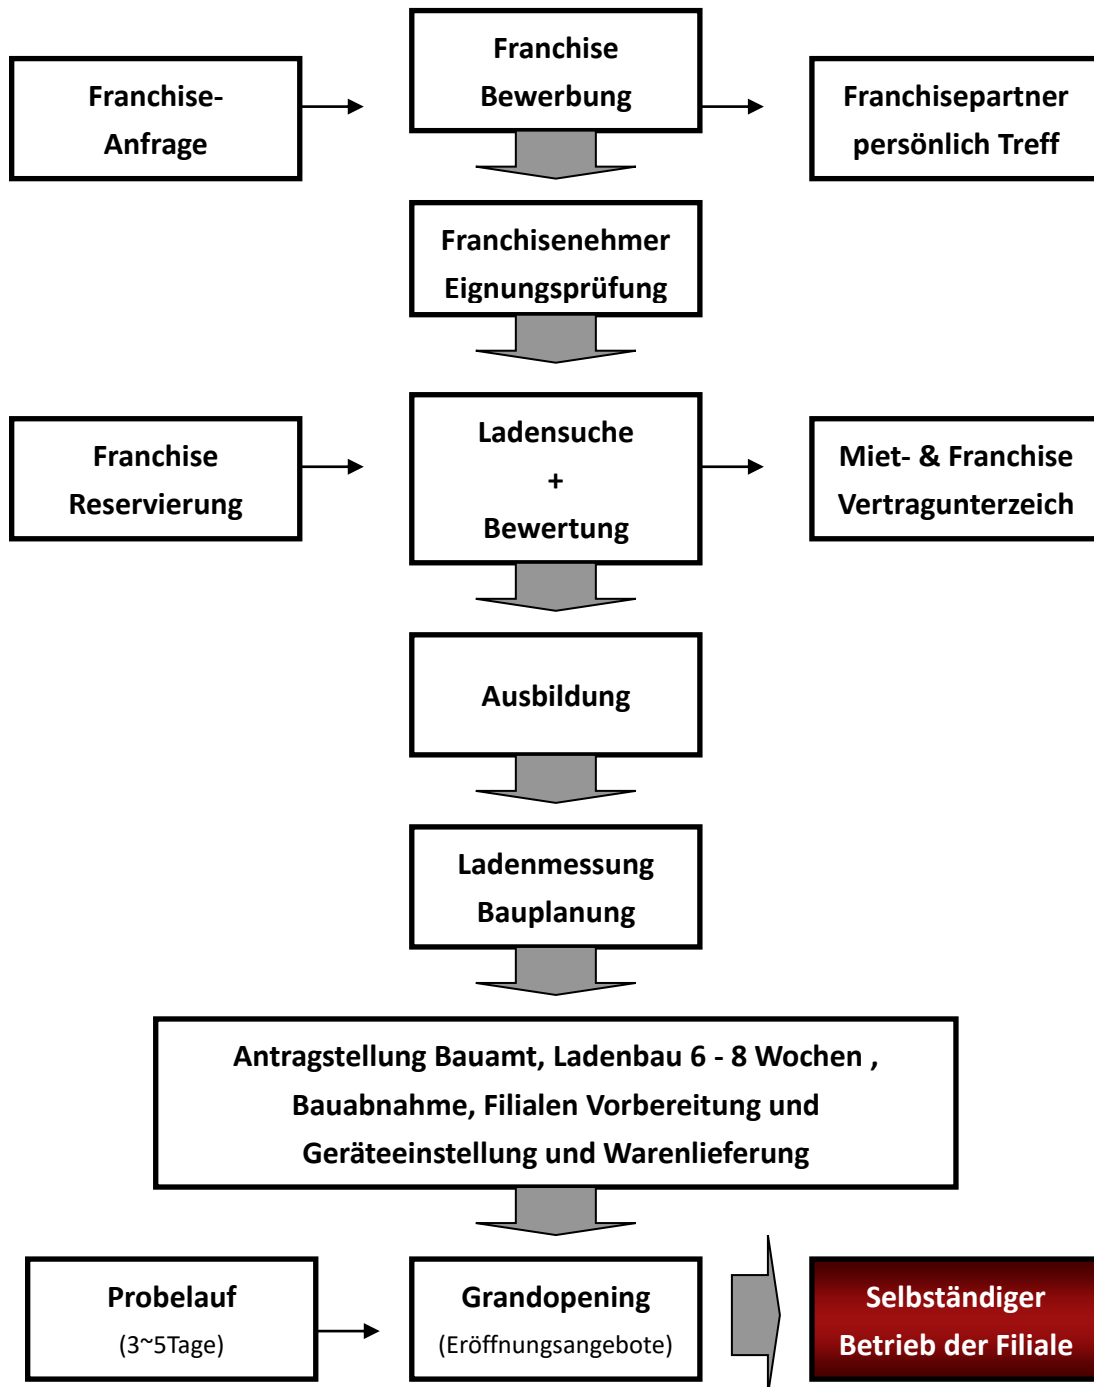 Franchise-
Anfrage
Franchise
Bewerbung
Franchisepartner
persönlich Treff
Franchisenehmer
Eignungsprüfung
Franchise
Reservierung
Ladensuche
+
Bewertung
Miet- & Franchise
Vertragunterzeich
Ausbildung
Ladenmessung
Bauplanung
Antragstellung Bauamt, Ladenbau 6 - 8 Wochen ,
Bauabnahme, Filialen Vorbereitung und
Geräteeinstellung und Warenlieferung
Probelauf
(3~5Tage)
Grandopening
(Eröffnungsangebote)
Selbständiger
Betrieb der Filiale